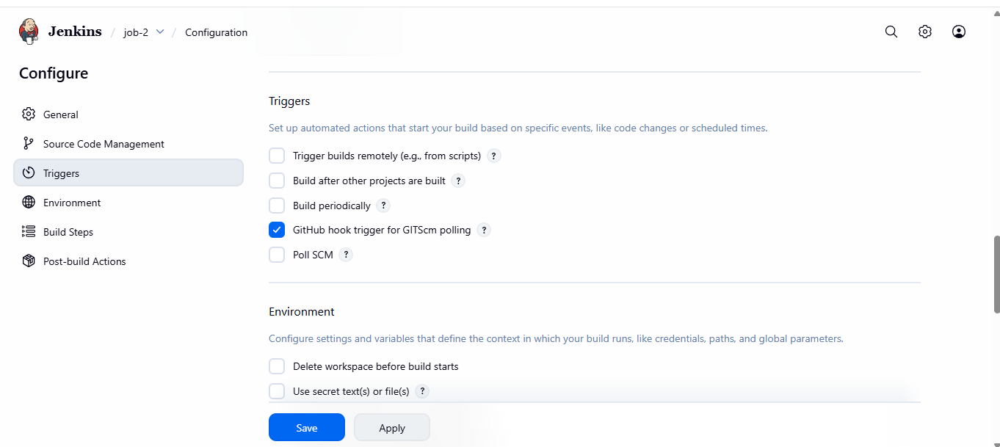 Jenkins / job-2 / Configuration
Configure
General
Source Code Management
Triggers
Environment
Build Steps
Post-build Actions
Triggers
Set up automated actions that start your build based on specific events, like code changes or scheduled times.
Trigger builds remotely (e.g., from scripts) ?
Build after other projects are built ?
Build periodically ?
GitHub hook trigger for GITScm polling ?
Poll SCM ?
Environment
Configure settings and variables that define the context in which your build runs, like credentials, paths, and global parameters.
Delete workspace before build starts
Use secret text(s) or file(s) ?
Save Apply